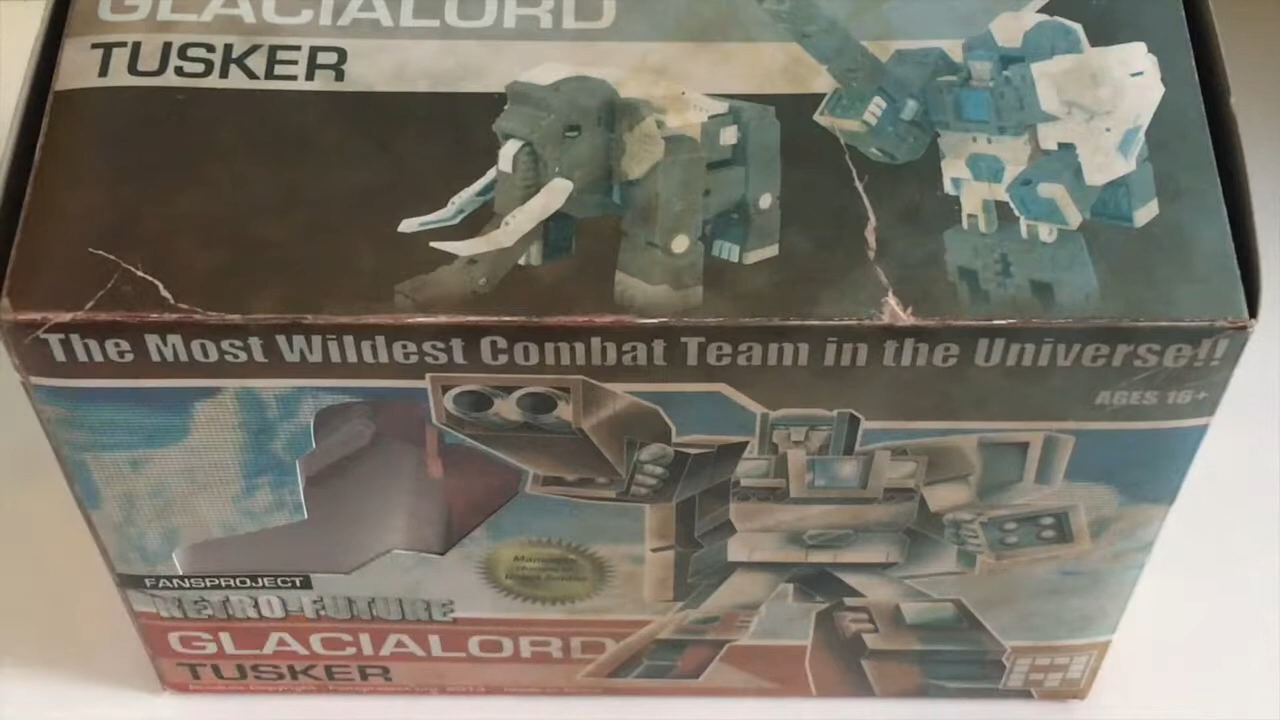 GLACIALORD
TUSKER
The Most Wildest Combat Team in the Universe!!
AGES 16+
FANSPROJECT
RETRO-FUTURE
GLACIALORD
TUSKER